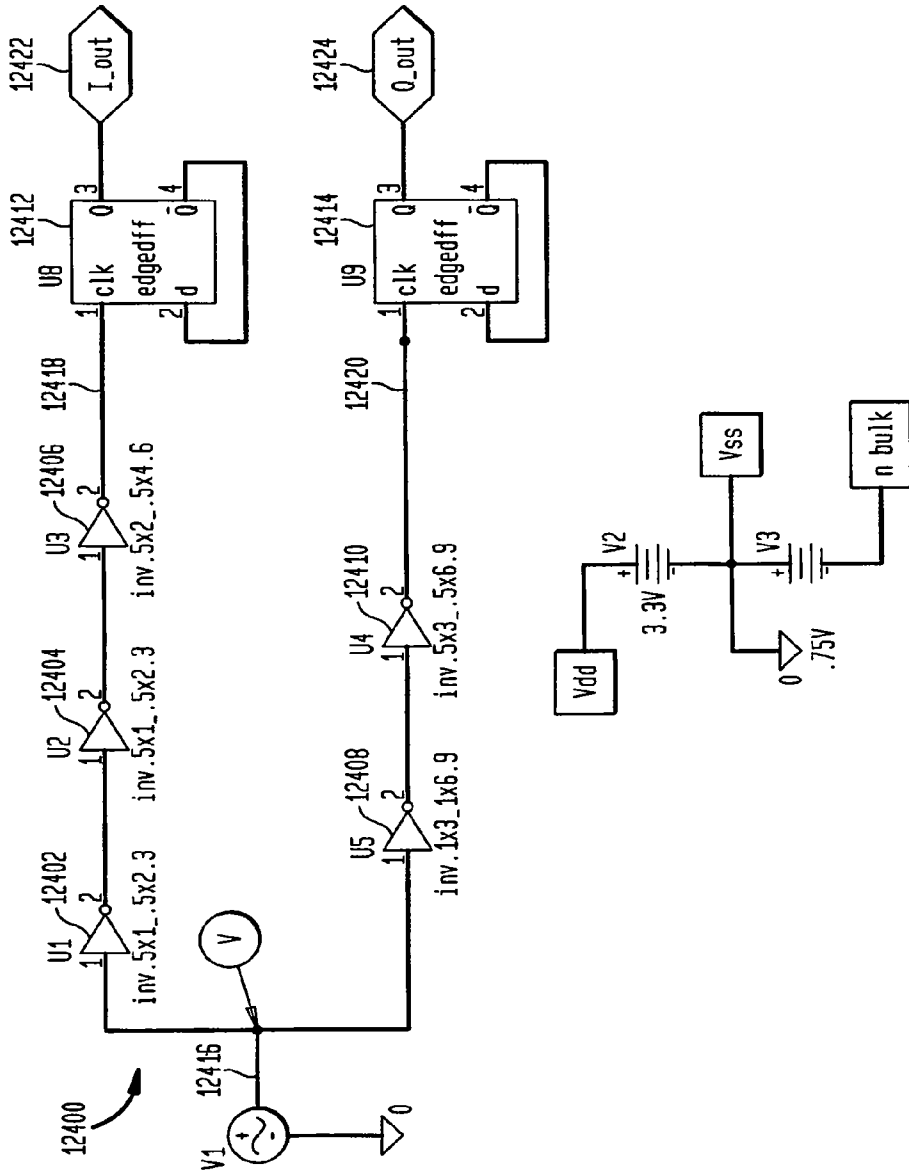 12400
V1
+
-
0
12416
V
U1
12402
1
2
inv.5x1_.5x2.3
U2
12404
1
2
inv.5x1_.5x2.3
U3
12406
1
2
inv.5x2_.5x4.6
12418
U8
12412
1
clk
Q
3
edgedff
2
d
Q̄
4
12422
I_out
U5
12408
1
2
inv.1x3_1x6.9
U4
12410
1
2
inv.5x3_.5x6.9
12420
U9
12414
1
clk
Q
3
edgedff
2
d
Q̄
4
12424
Q_out
Vdd
3.3V
+
V2
-
Vss
0
.75V
+
V3
-
n bulk